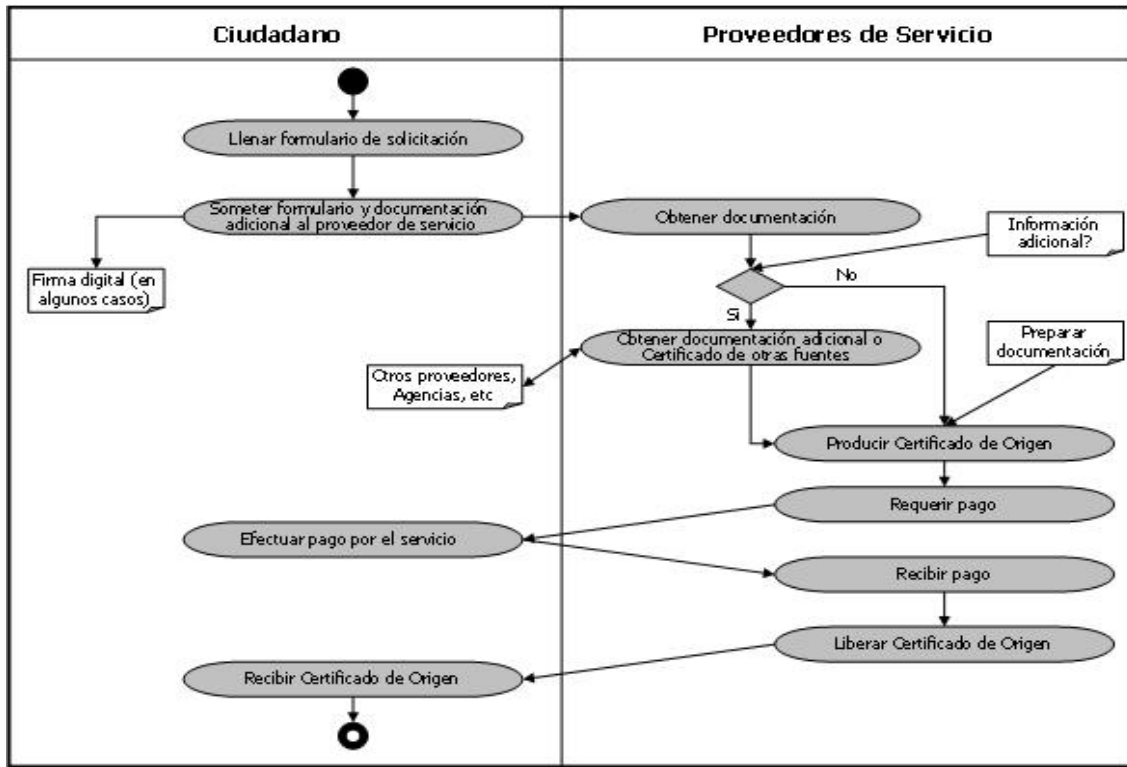 Ciudadano
Proveedores de Servicio
Llenar formulario de solicitación
Someter formulario y documentación
adicional al proveedor de servicio
Obtener documentación
Información
adicional?
Firma digital (en
algunos casos)
No
Si
Obtener documentación adicional o
Certificado de otras fuentes
Preparar
documentación
Otros proveedores,
Agencias, etc
Producir Certificado de Origen
Requerir pago
Efectuar pago por el servicio
Recibir pago
Liberar Certificado de Origen
Recibir Certificado de Origen